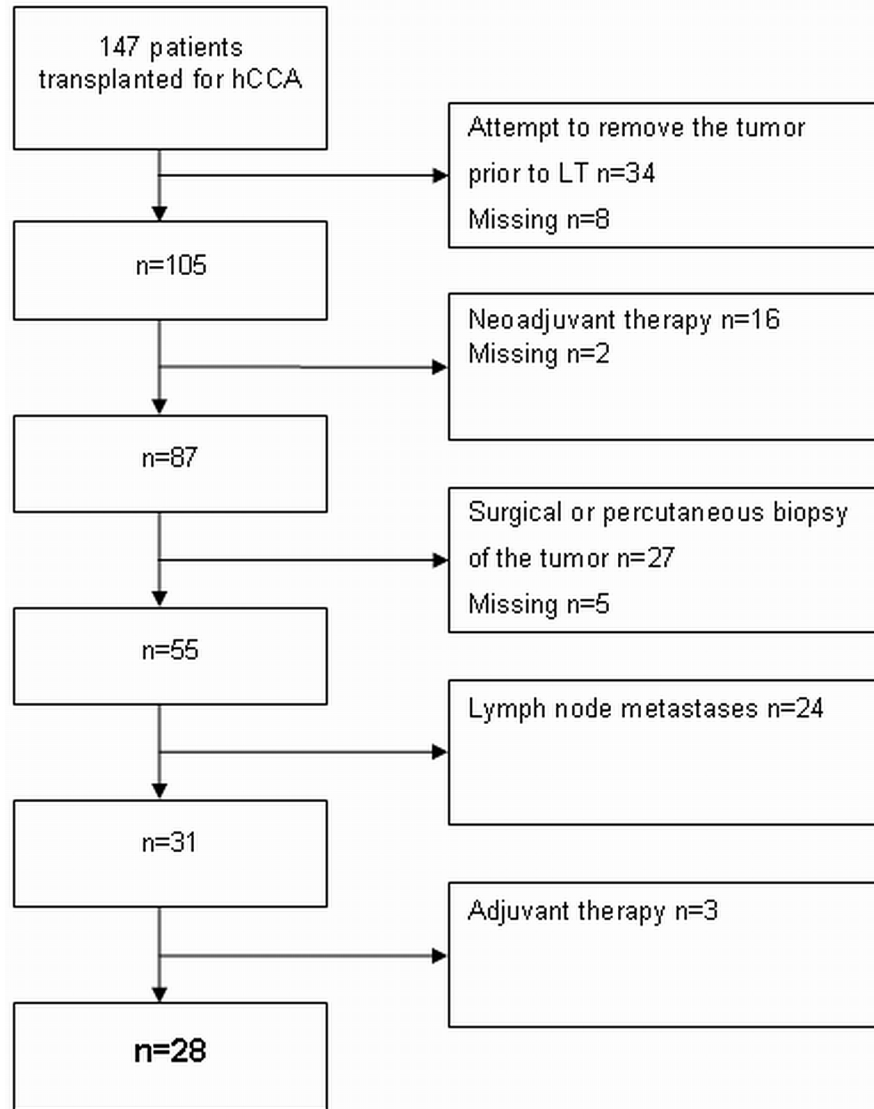 147 patients
transplanted for hCCA
Attempt to remove the tumor
prior to LT n=34
Missing n=8
n=105
Neoadjuvant therapy n=16
Missing n=2
n=87
Surgical or percutaneous biopsy
of the tumor n=27
Missing n=5
n=55
Lymph node metastases n=24
n=31
Adjuvant therapy n=3
n=28